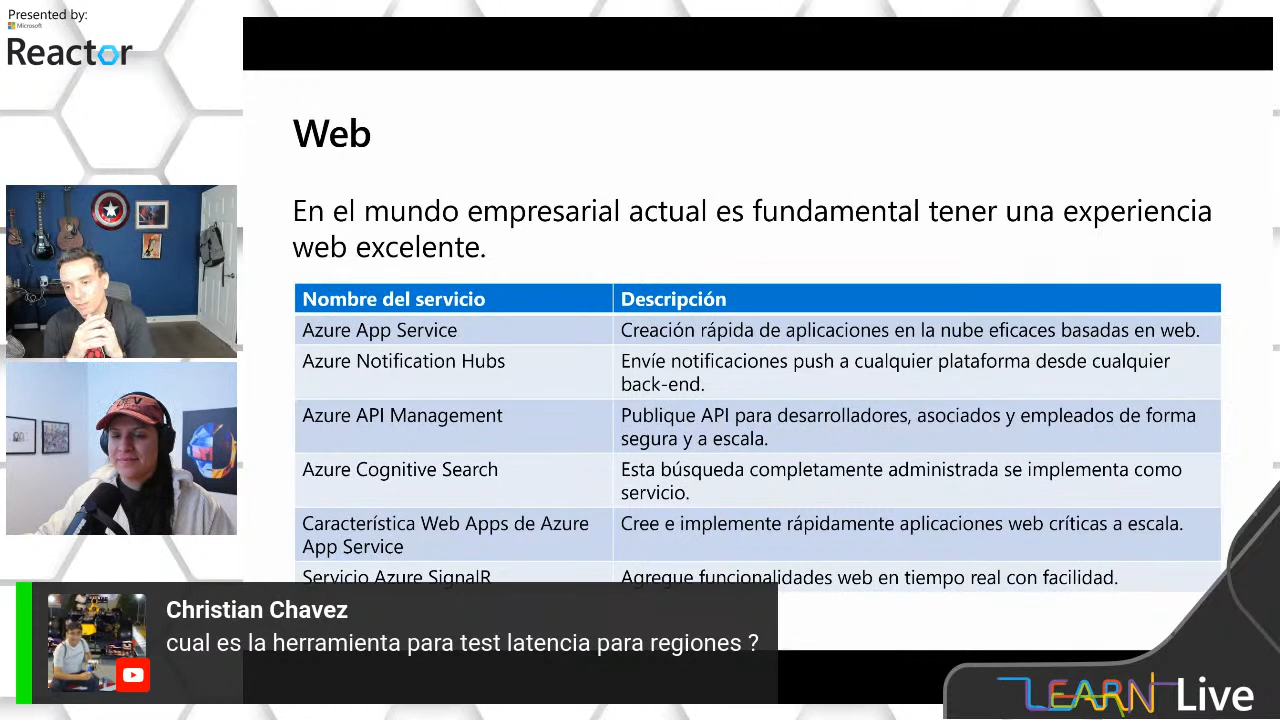 Presented by:
Microsoft
Reactor
Web
En el mundo empresarial actual es fundamental tener una experiencia
web excelente.
Nombre del servicio
Descripción
Azure App Service
Creación rápida de aplicaciones en la nube eficaces basadas en web.
Azure Notification Hubs
Envíe notificaciones push a cualquier plataforma desde cualquier
back-end.
Azure API Management
Publique API para desarrolladores, asociados y empleados de forma
segura y a escala.
Azure Cognitive Search
Esta búsqueda completamente administrada se implementa como
servicio.
Característica Web Apps de Azure
App Service
Cree e implemente rápidamente aplicaciones web críticas a escala.
Servicio Azure SignalR
Agregue funcionalidades web en tiempo real con facilidad.
Christian Chavez
cual es la herramienta para test latencia para regiones ?
LEARN Live